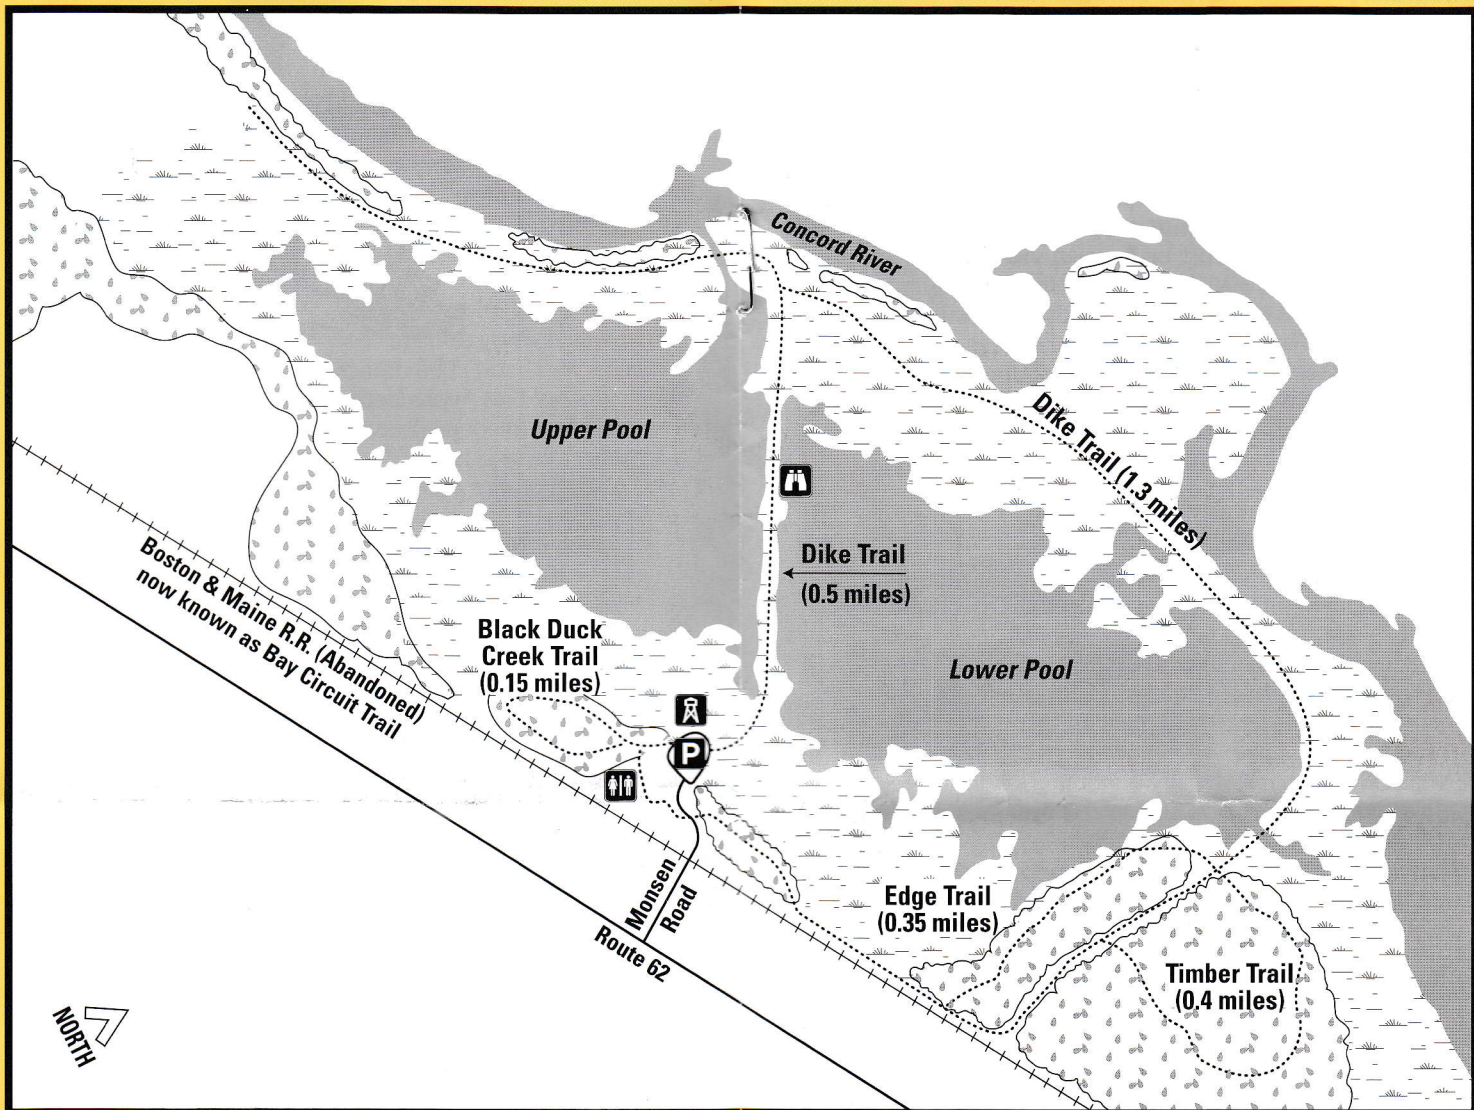 Concord River
Upper Pool
Dike Trail (1.3 miles)
Dike Trail
(0.5 miles)
Boston & Maine R.R. (Abandoned)
now known as Bay Circuit Trail
Black Duck
Creek Trail
(0.15 miles)
Lower Pool
P
Monsen
Road
Route 62
Edge Trail
(0.35 miles)
Timber Trail
(0.4 miles)
NORTH